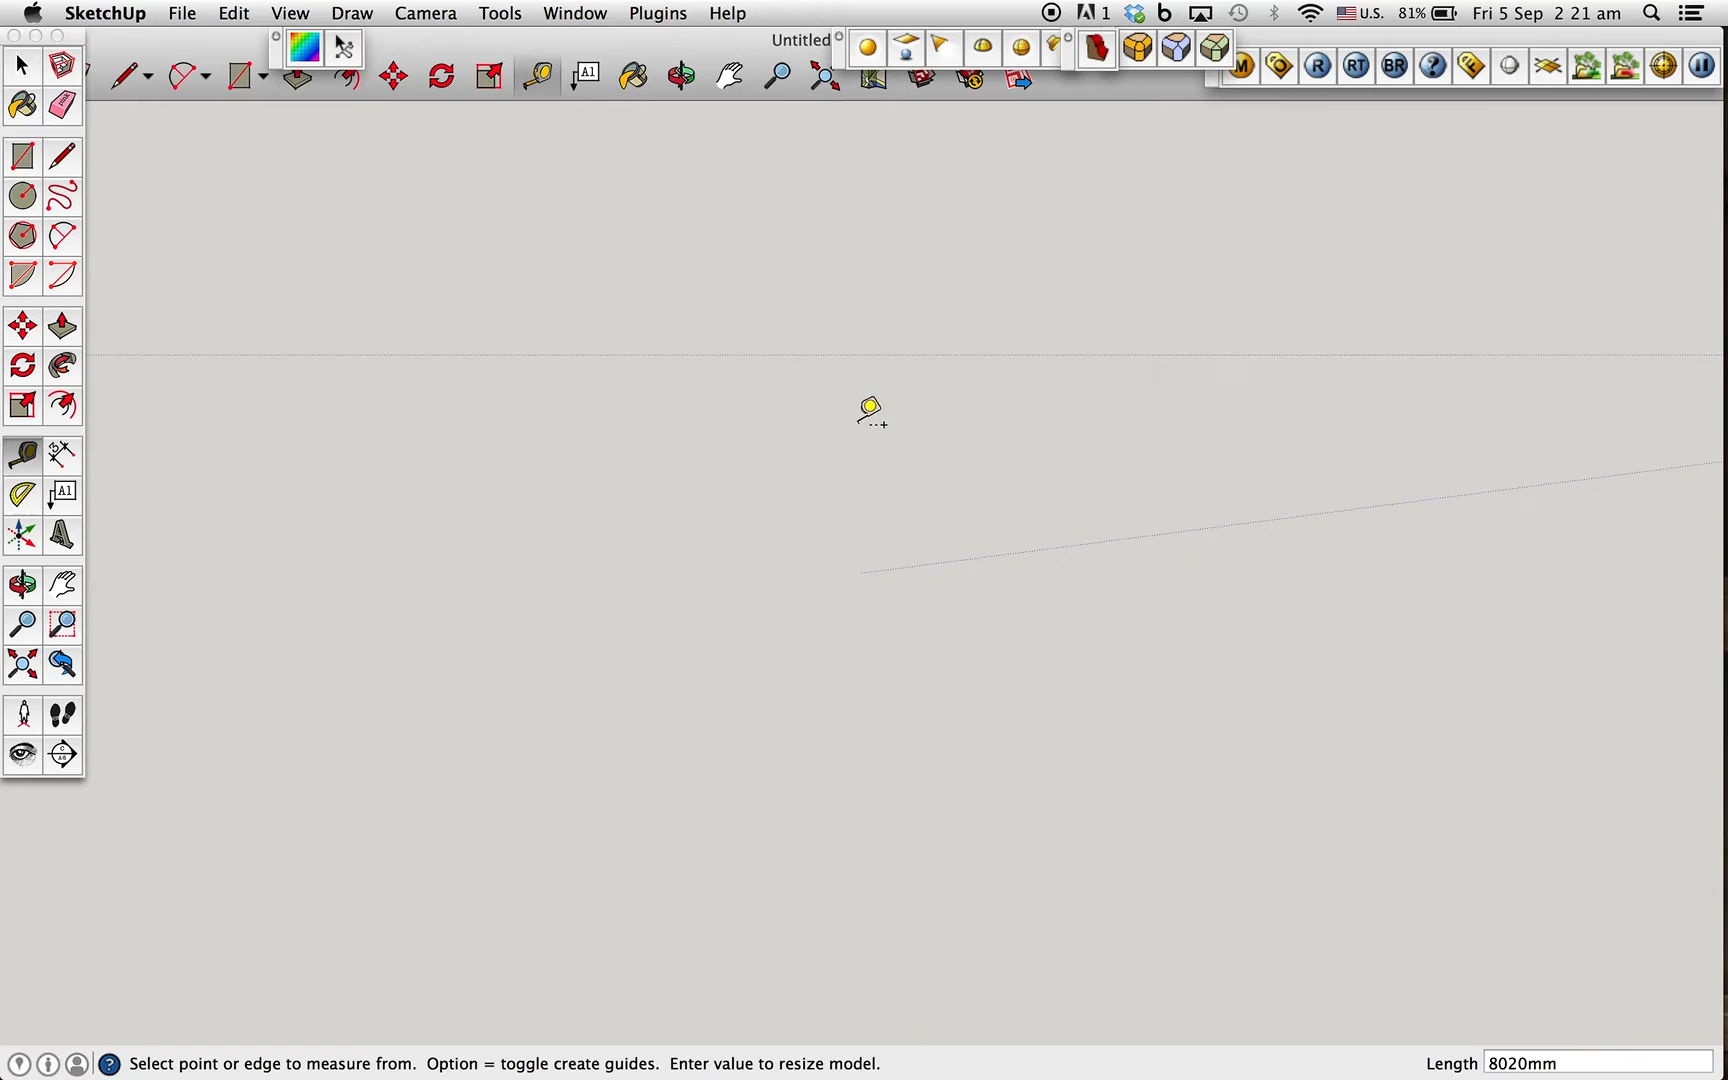 SketchUp File Edit View Draw Camera Tools Window Plugins Help
1 U.S. 81% Fri 5 Sep 2 21 am
Untitled
A1
M O R RT BR ?
A1
Select point or edge to measure from. Option = toggle create guides. Enter value to resize model.
Length 8020mm